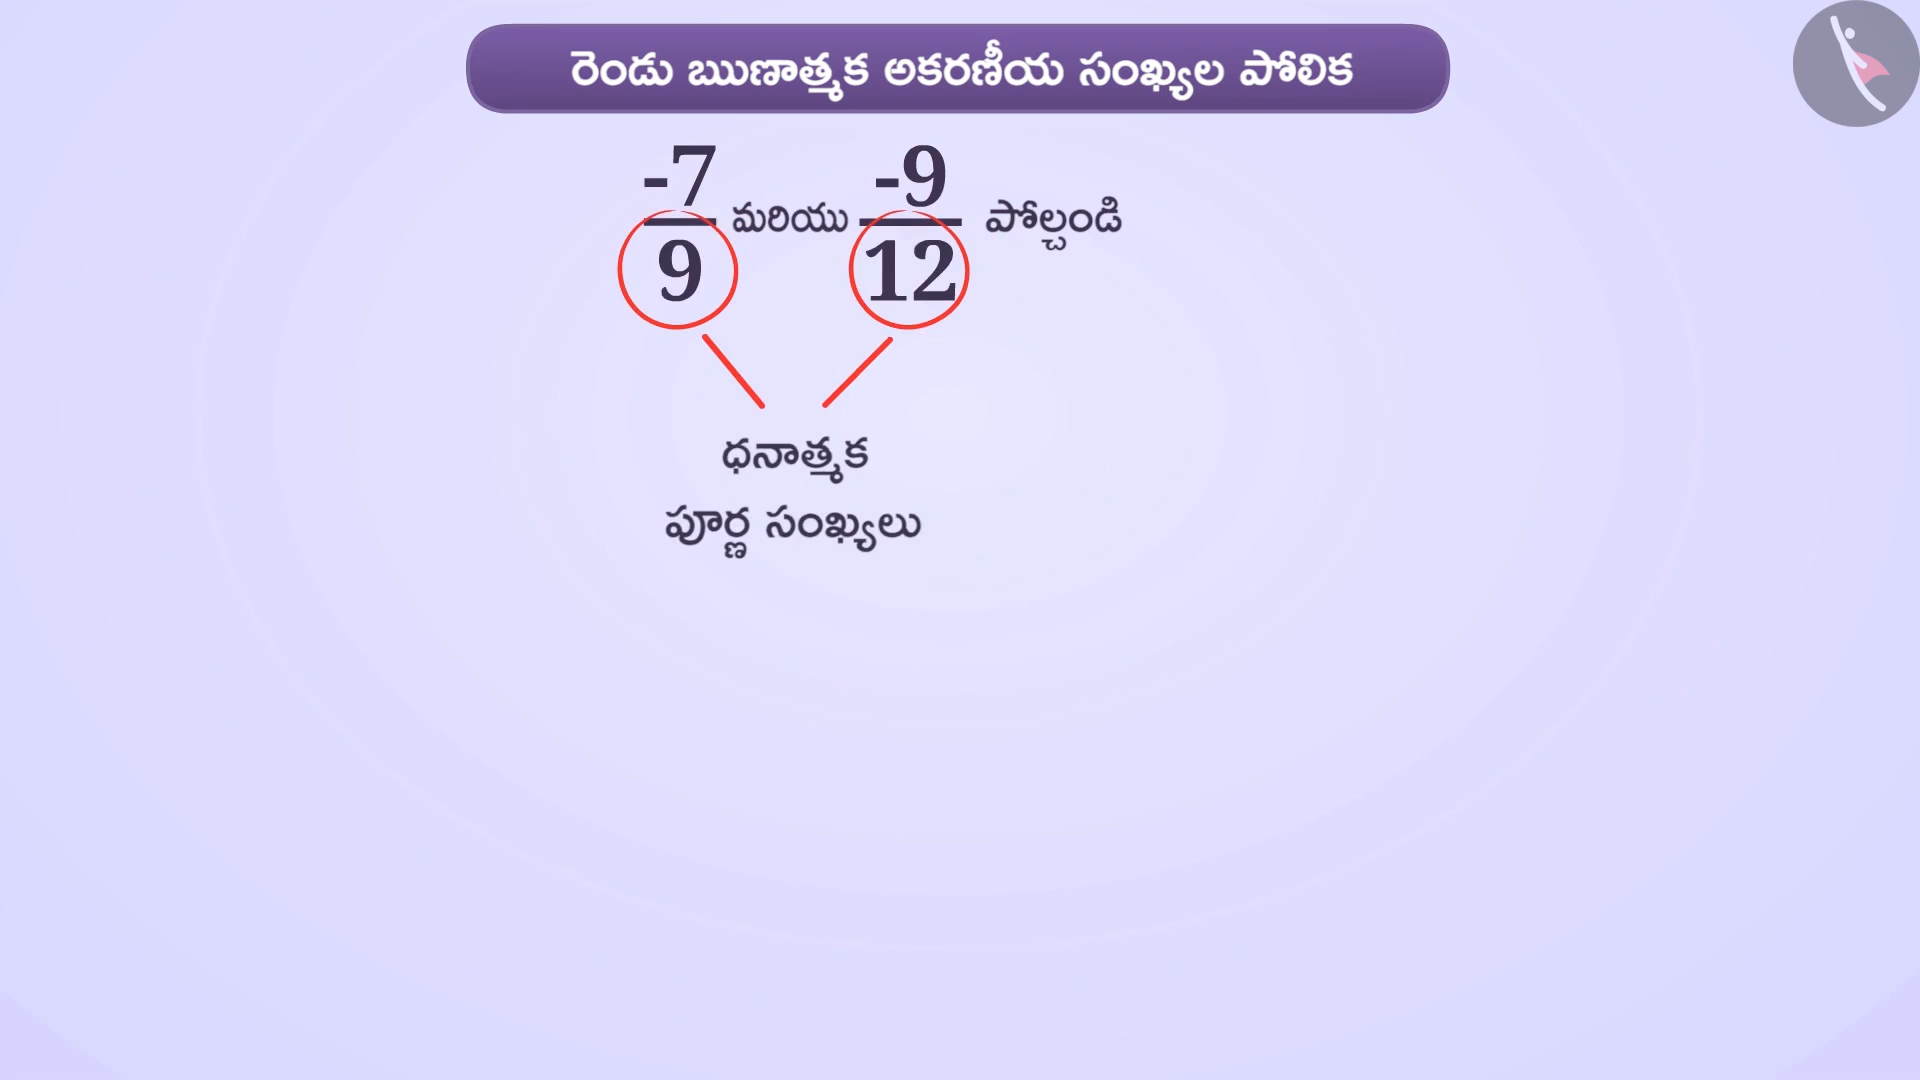 రెండు ఋణాత్మక అకరణీయ సంఖ్యల పోలిక
-7/9 మరియు -9/12 పోల్చండి
ధనాత్మక
పూర్ణ సంఖ్యలు